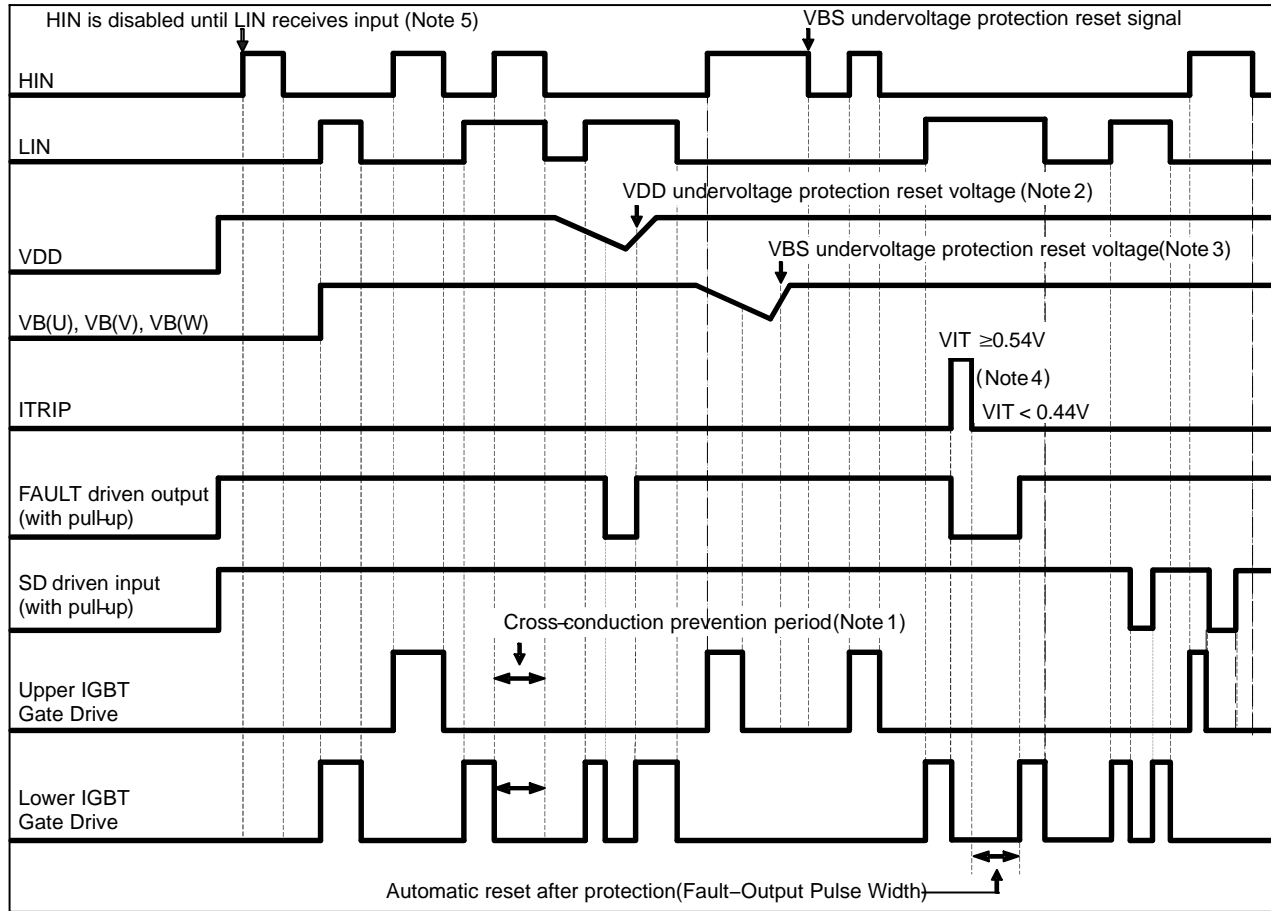 HIN is disabled until LIN receives input (Note 5)
VBS undervoltage protection reset signal
HIN
LIN
VDD undervoltage protection reset voltage (Note 2)
VDD
VBS undervoltage protection reset voltage(Note 3)
VB(U), VB(V), VB(W)
VIT ≥0.54V
(Note 4)
VIT < 0.44V
ITRIP
FAULT driven output
(with pull-up)
SD driven input
(with pull-up)
Cross-conduction prevention period(Note 1)
Upper IGBT
Gate Drive
Lower IGBT
Gate Drive
Automatic reset after protection(Fault-Output Pulse Width)